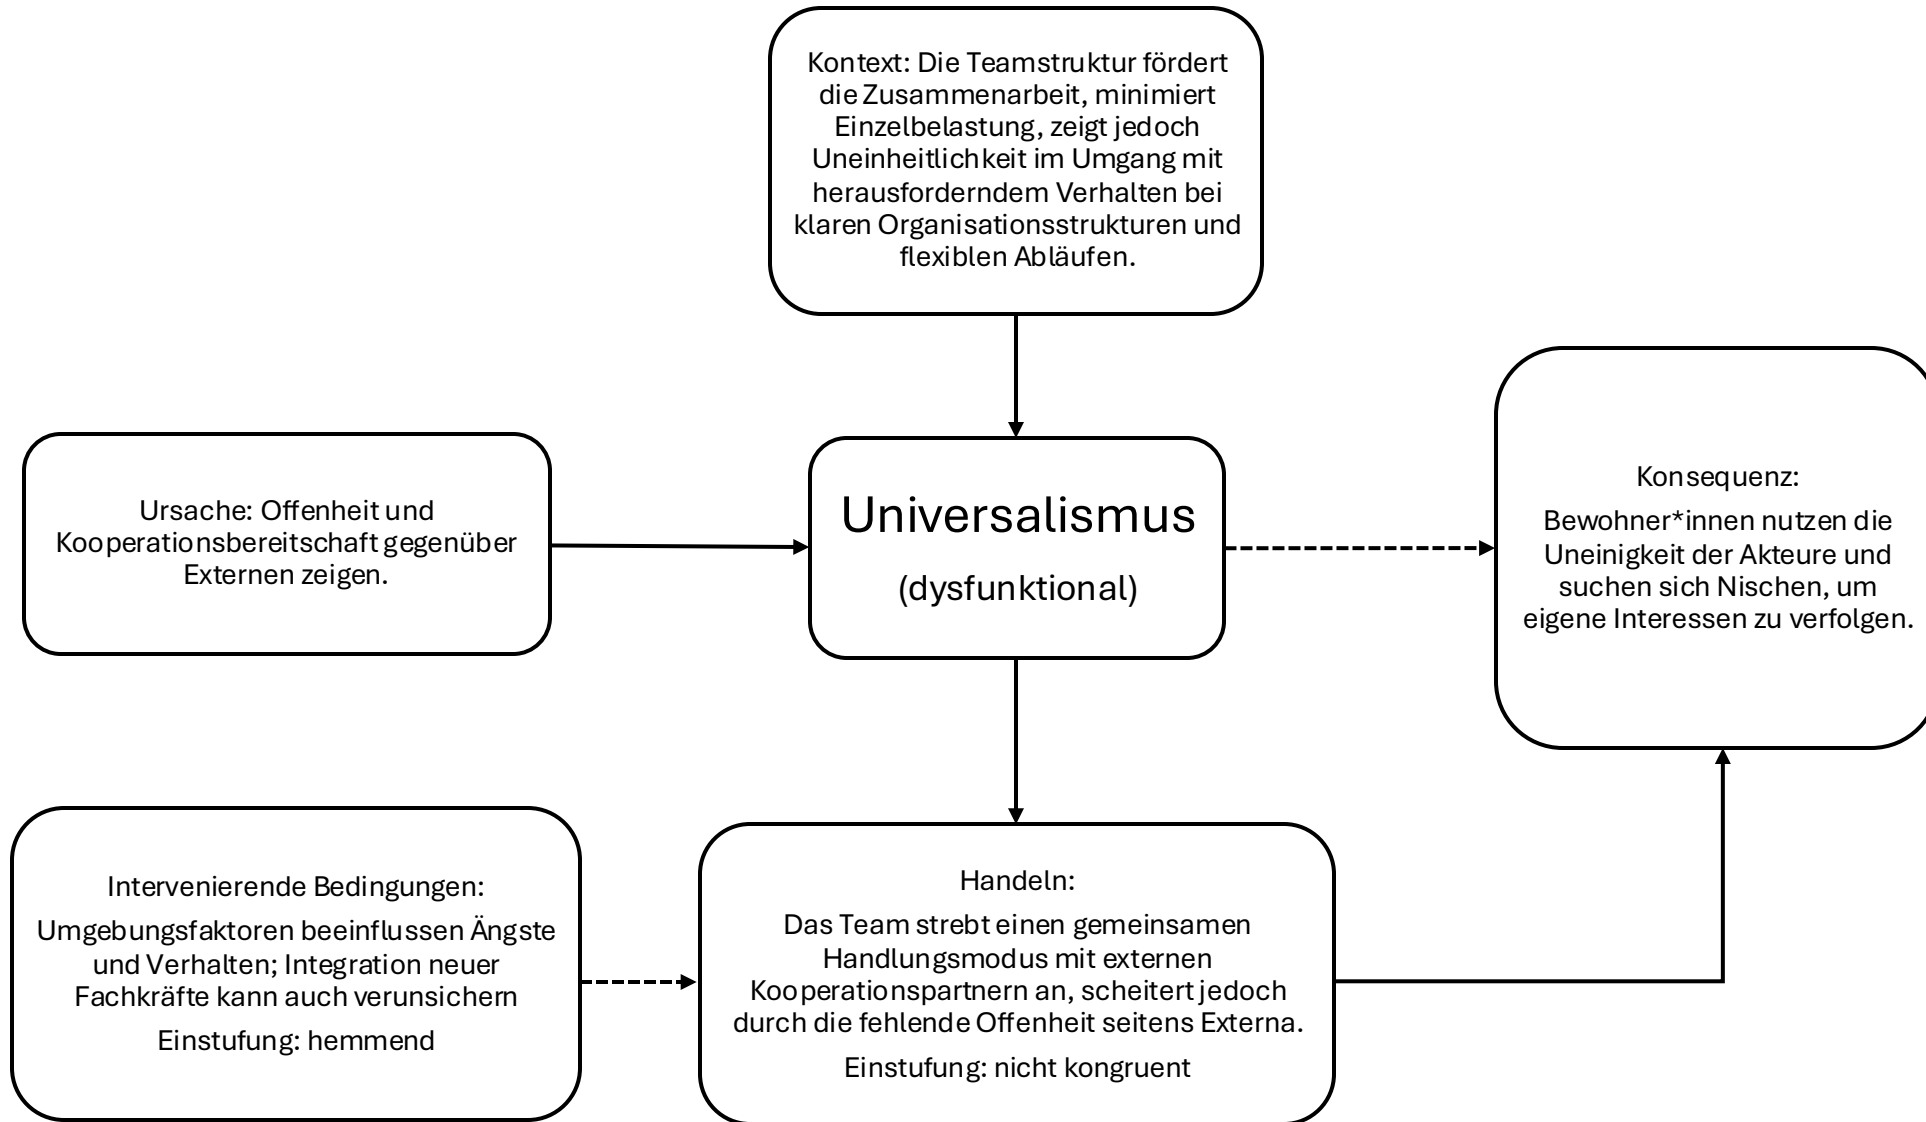 Kontext: Die Teamstruktur fördert
die Zusammenarbeit, minimiert
Einzelbelastung, zeigt jedoch
Uneinheitlichkeit im Umgang mit
herausforderndem Verhalten bei
klaren Organisationsstrukturen und
flexiblen Abläufen.
Ursache: Offenheit und
Kooperationsbereitschaft gegenüber
Externen zeigen.
Universalismus
(dysfunktional)
Konsequenz:
Bewohner*innen nutzen die
Uneinigkeit der Akteure und
suchen sich Nischen, um
eigene Interessen zu verfolgen.
Intervenierende Bedingungen:
Umgebungsfaktoren beeinflussen Ängste
und Verhalten; Integration neuer
Fachkräfte kann auch verunsichern
Einstufung: hemmend
Handeln:
Das Team strebt einen gemeinsamen
Handlungsmodus mit externen
Kooperationspartnern an, scheitert jedoch
durch die fehlende Offenheit seitens Externa.
Einstufung: nicht kongruent